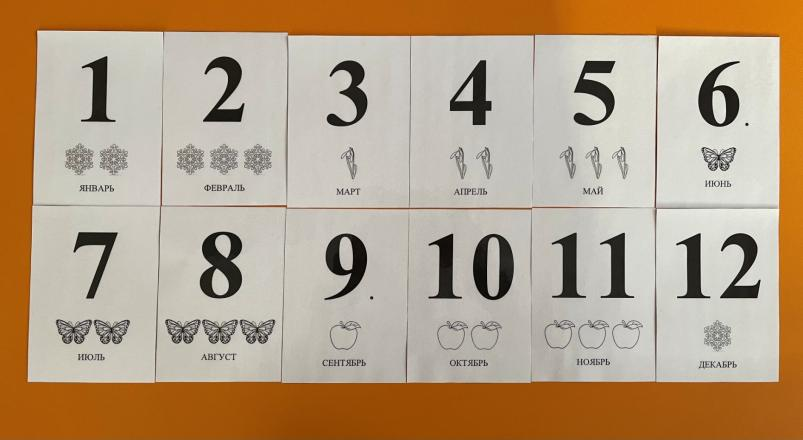 1
ЯНВАРЬ
2
ФЕВРАЛЬ
3
МАРТ
4
АПРЕЛЬ
5
МАЙ
6.
ИЮНЬ
7
ИЮЛЬ
8
АВГУСТ
9.
СЕНТЯБРЬ
10
ОКТЯБРЬ
11
НОЯБРЬ
12
ДЕКАБРЬ